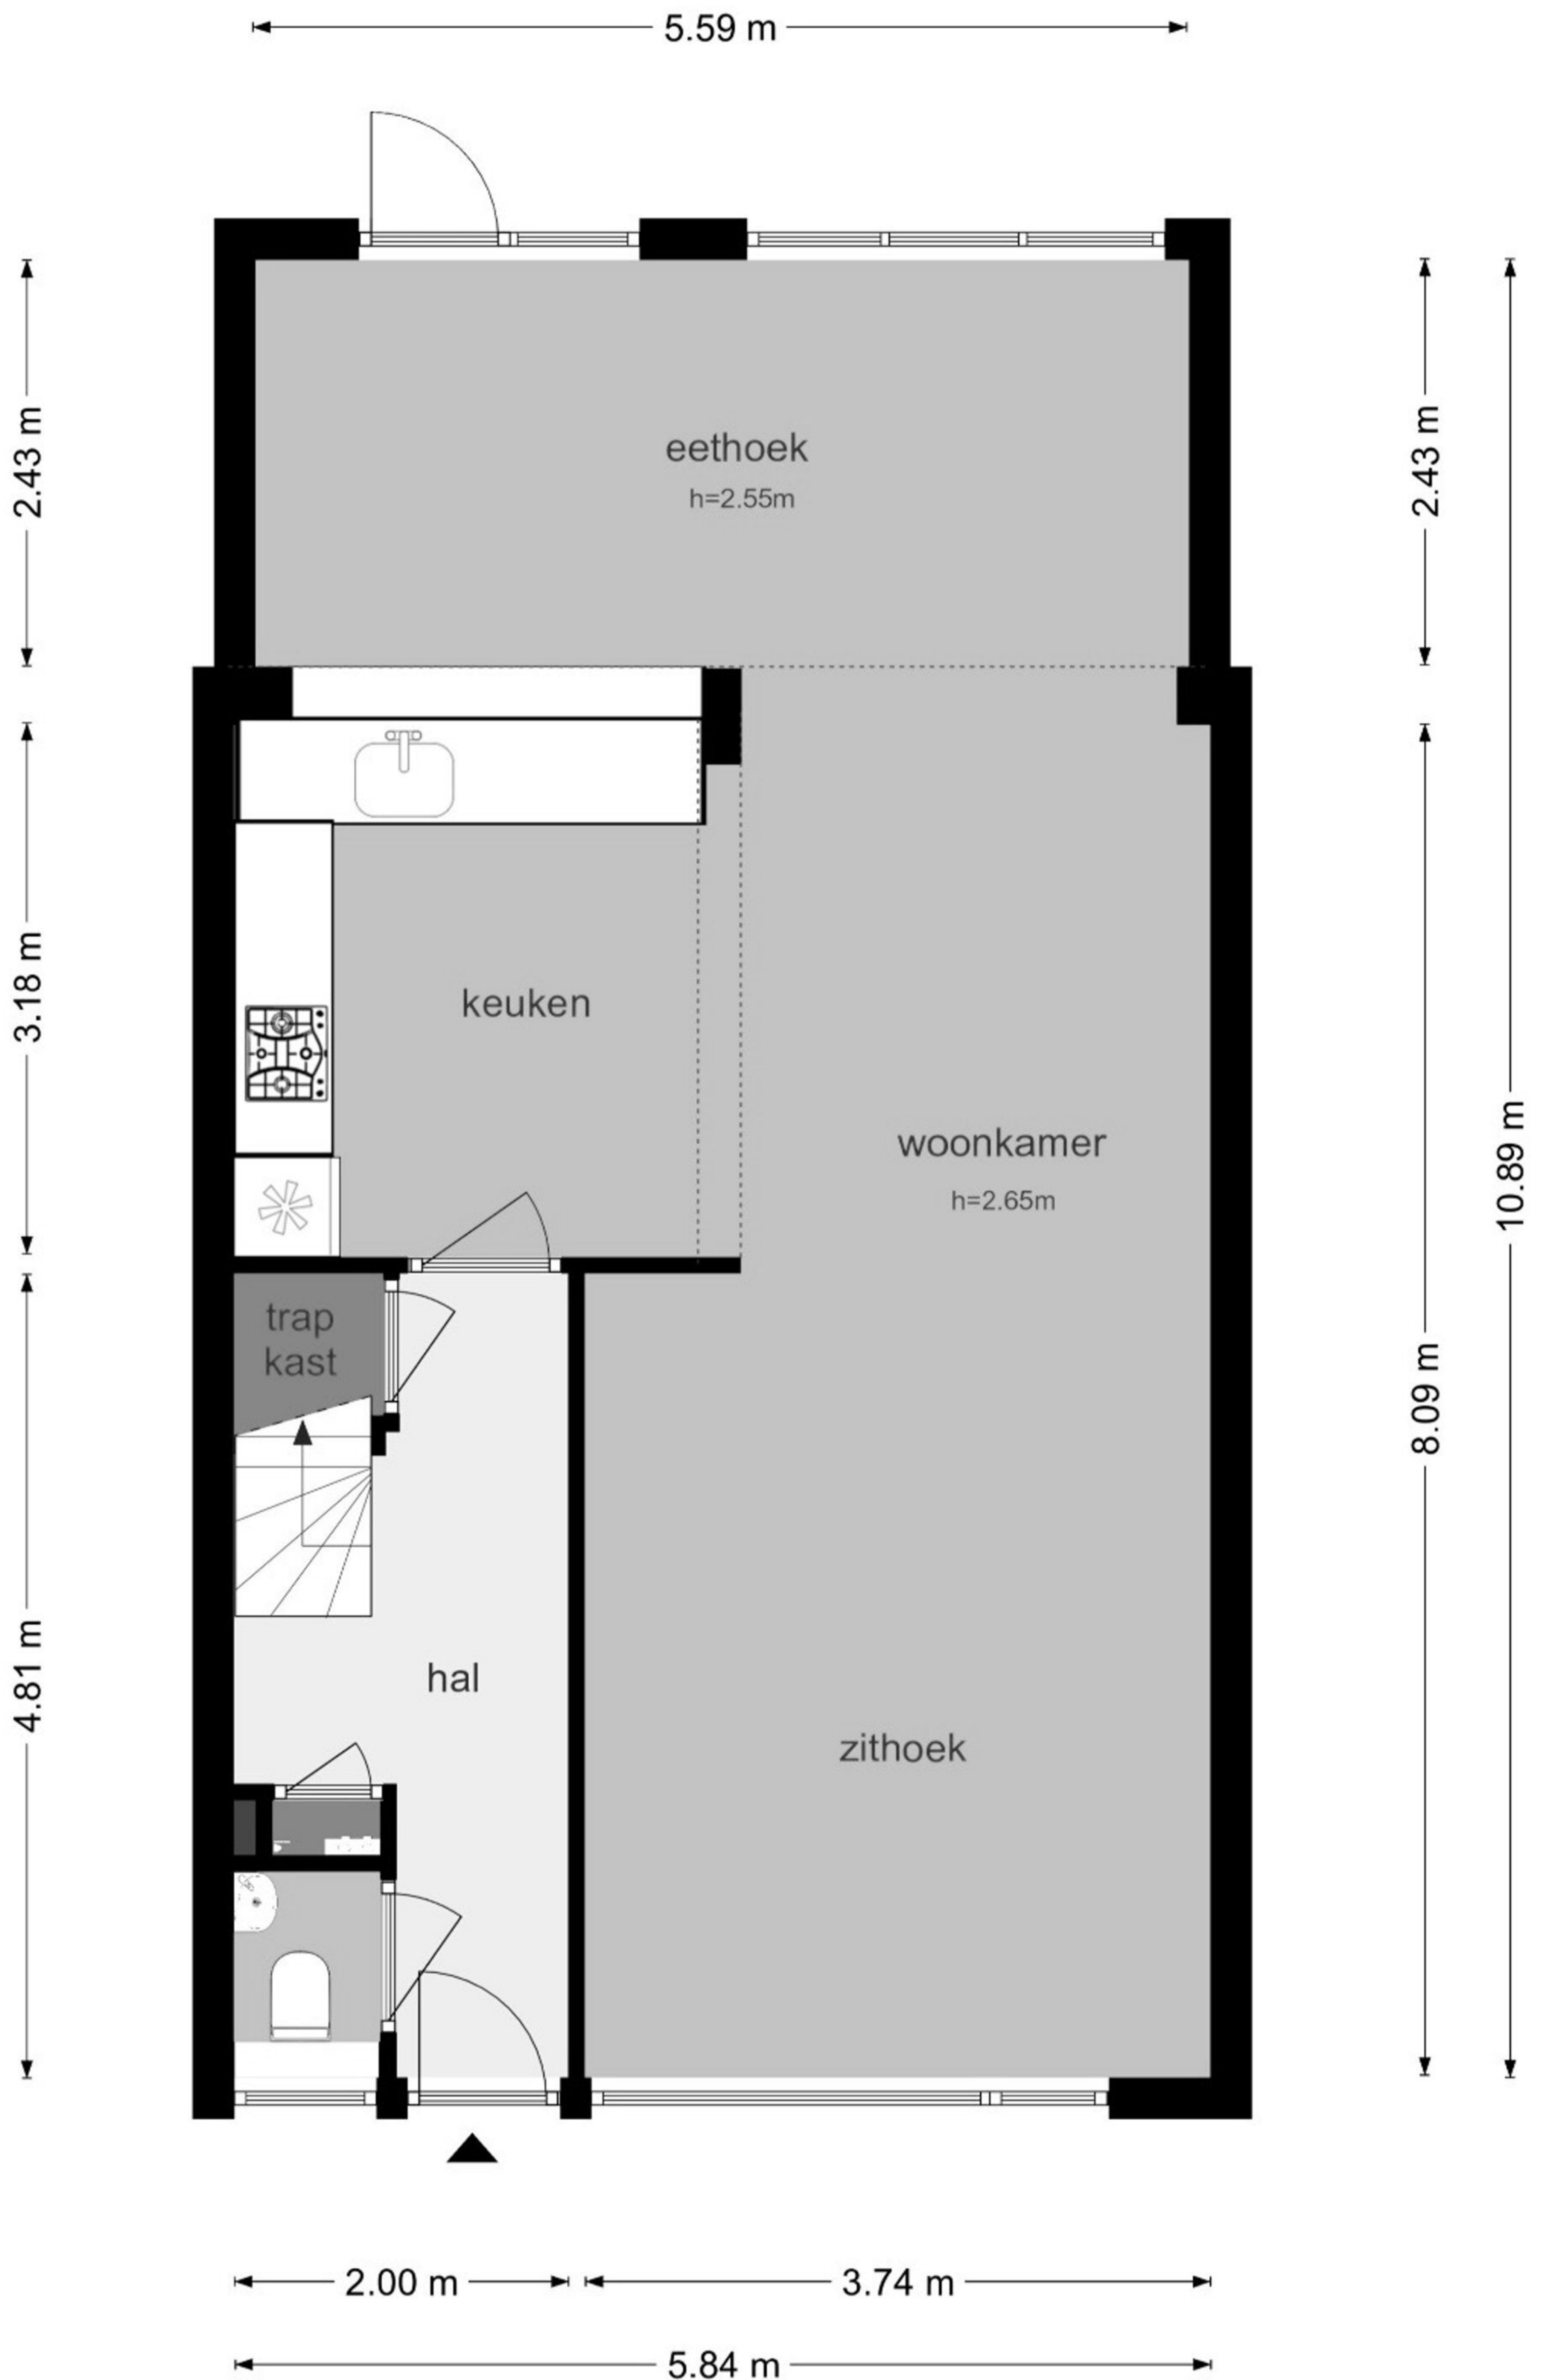 5.59 m
eethoek
h=2.55m
2.43 m
2.43 m
keuken
3.18 m
woonkamer
h=2.65m
10.89 m
trap
kast
8.09 m
4.81 m
hal
zithoek
2.00 m
3.74 m
5.84 m